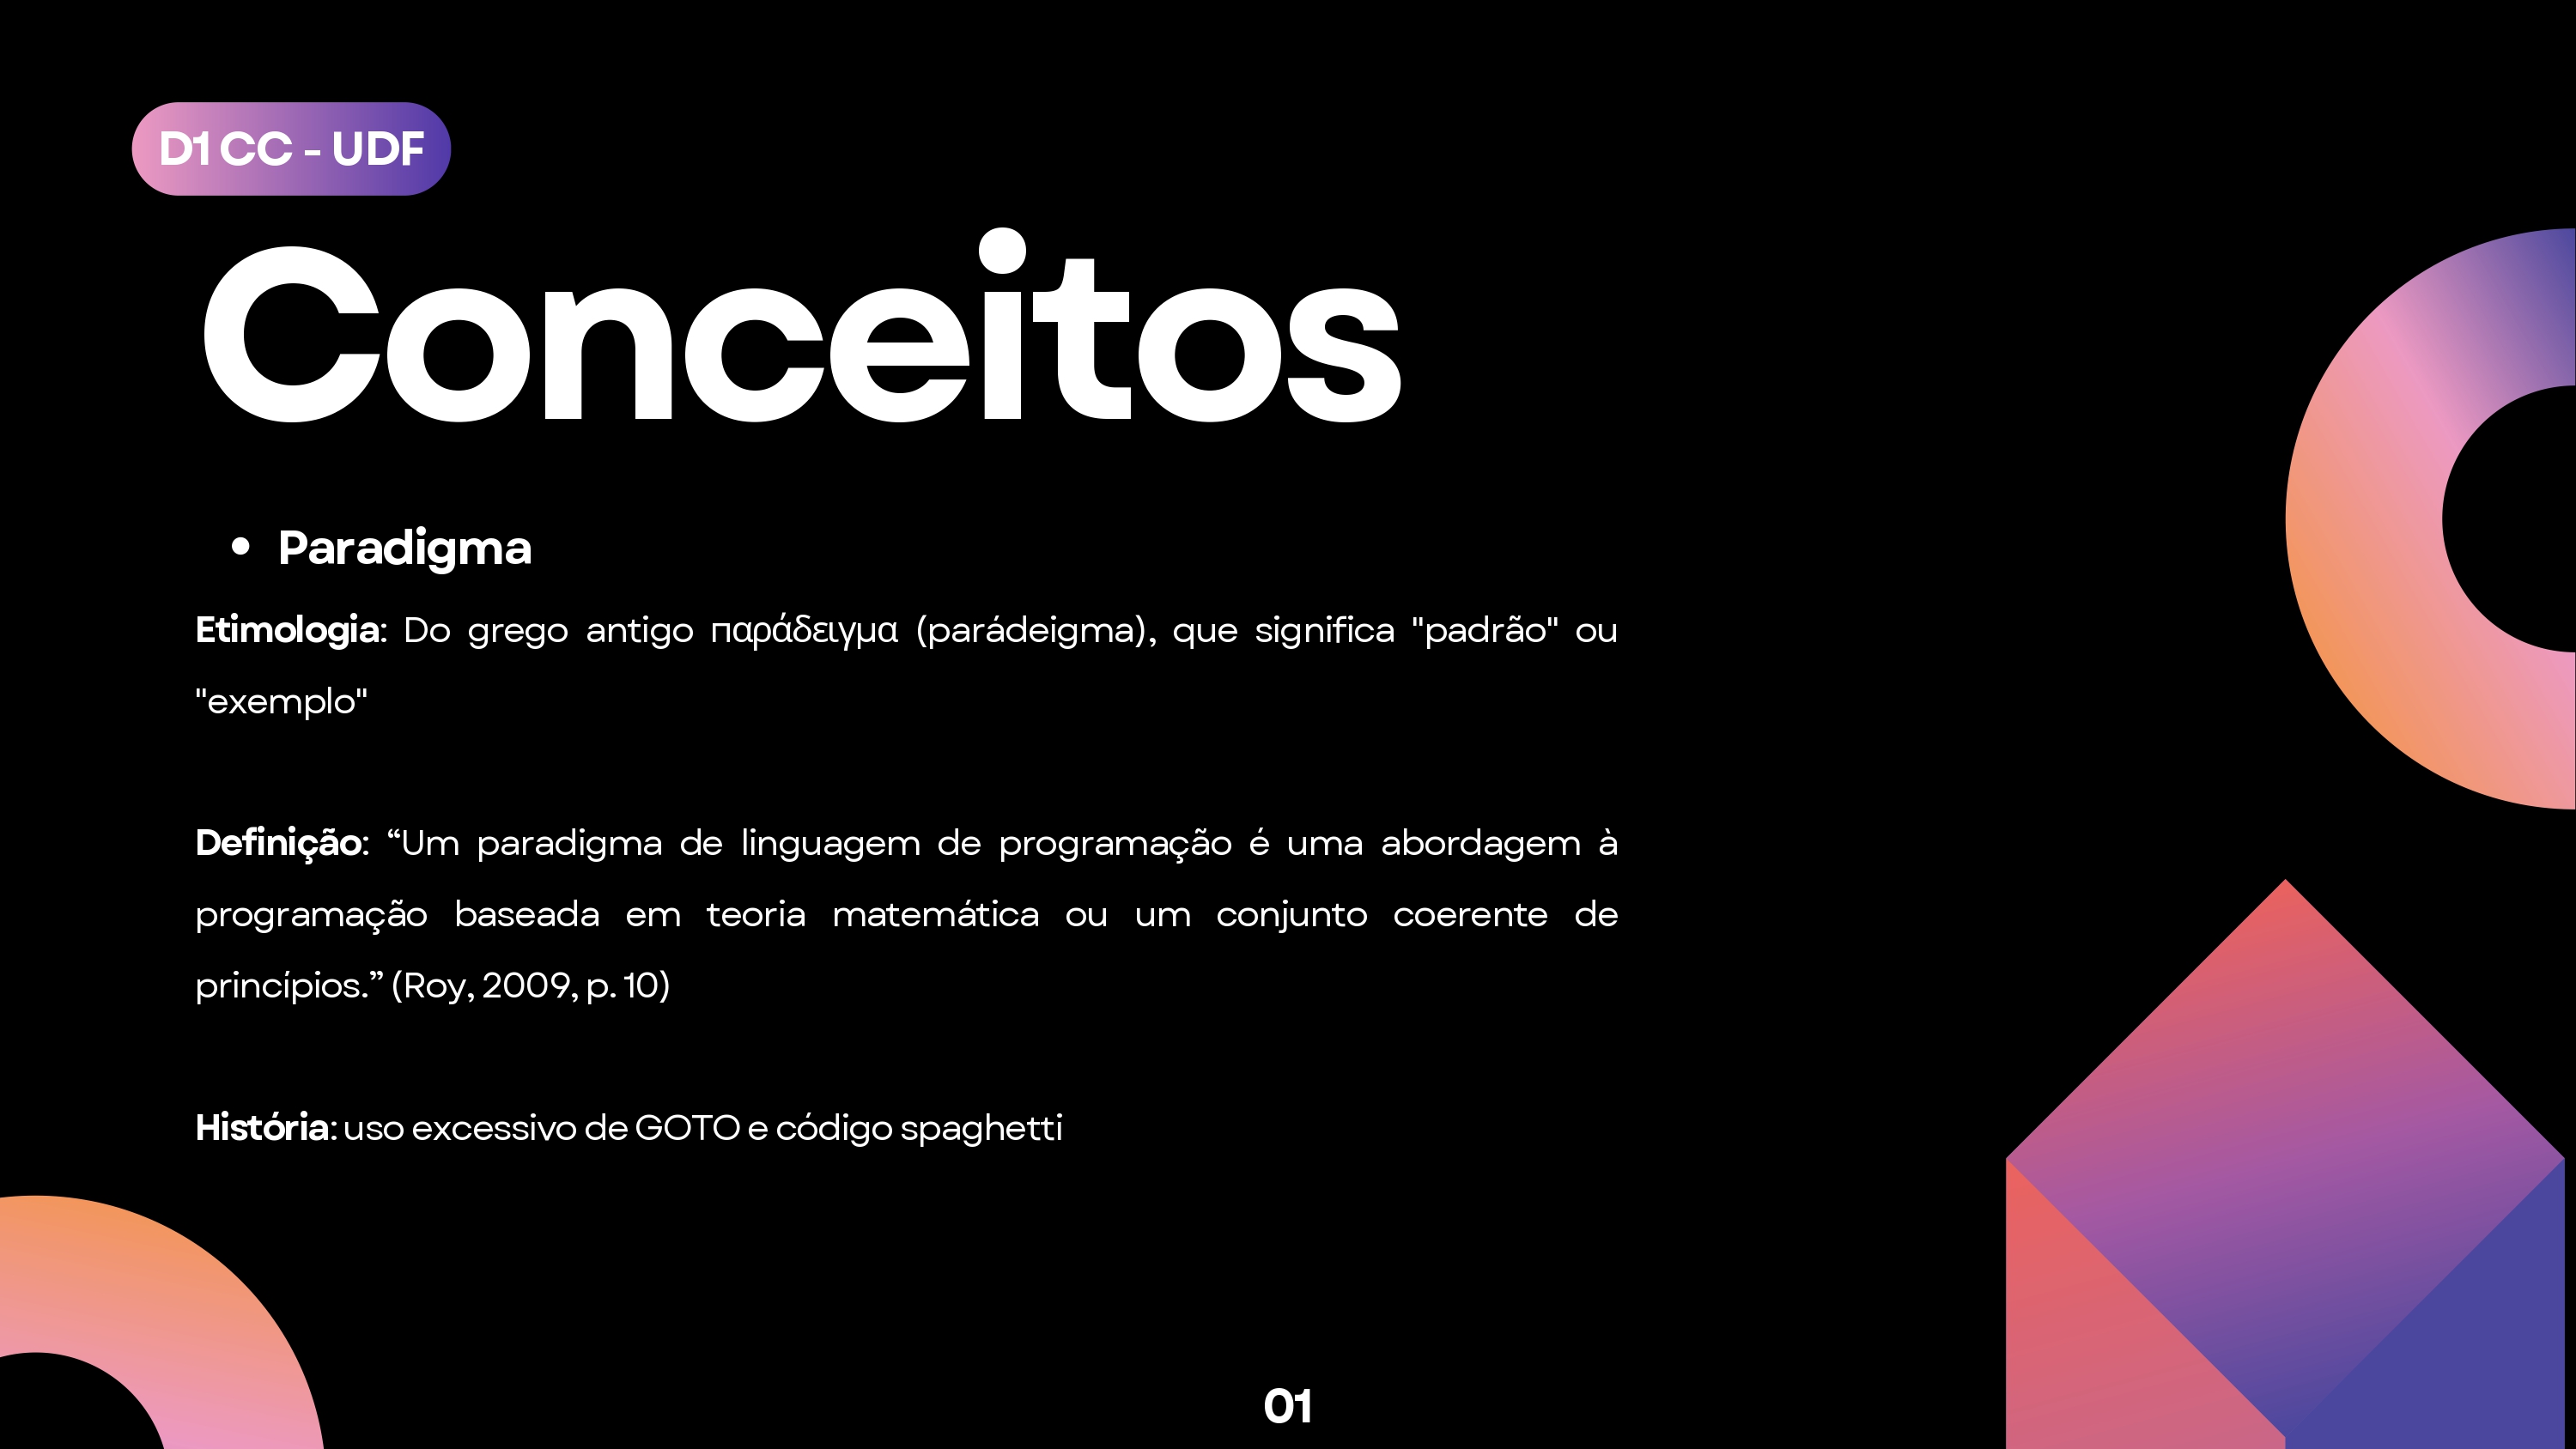 D1 CC - UDF
Conceitos
• Paradigma
Etimologia: Do grego antigo παράδειγμα (parádeigma), que significa "padrão" ou
"exemplo"
Definição: “Um paradigma de linguagem de programação é uma abordagem à
programação baseada em teoria matemática ou um conjunto coerente de
princípios.” (Roy, 2009, p. 10)
História: uso excessivo de GOTO e código spaghetti
01